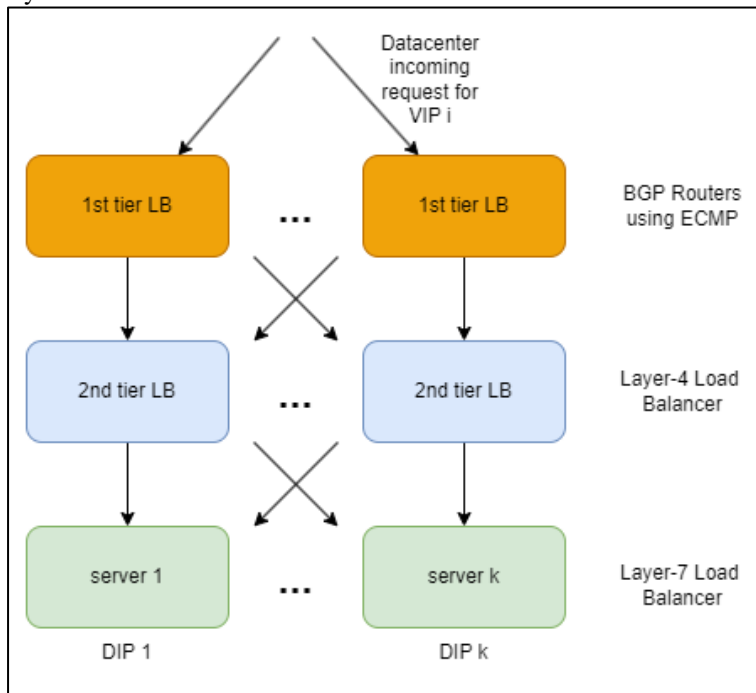 Datacenter
incoming
request for
VIP i
1st tier LB
...
1st tier LB
BGP Routers
using ECMP
2nd tier LB
...
2nd tier LB
Layer-4 Load
Balancer
server 1
...
server k
Layer-7 Load
Balancer
DIP 1
DIP k